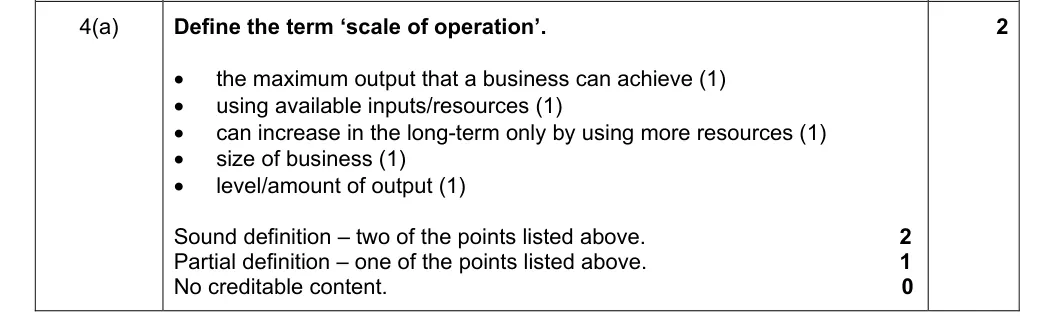 4(a) Define the term ‘scale of operation’. 2
• the maximum output that a business can achieve (1)
• using available inputs/resources (1)
• can increase in the long-term only by using more resources (1)
• size of business (1)
• level/amount of output (1)
Sound definition – two of the points listed above. 2
Partial definition – one of the points listed above. 1
No creditable content. 0